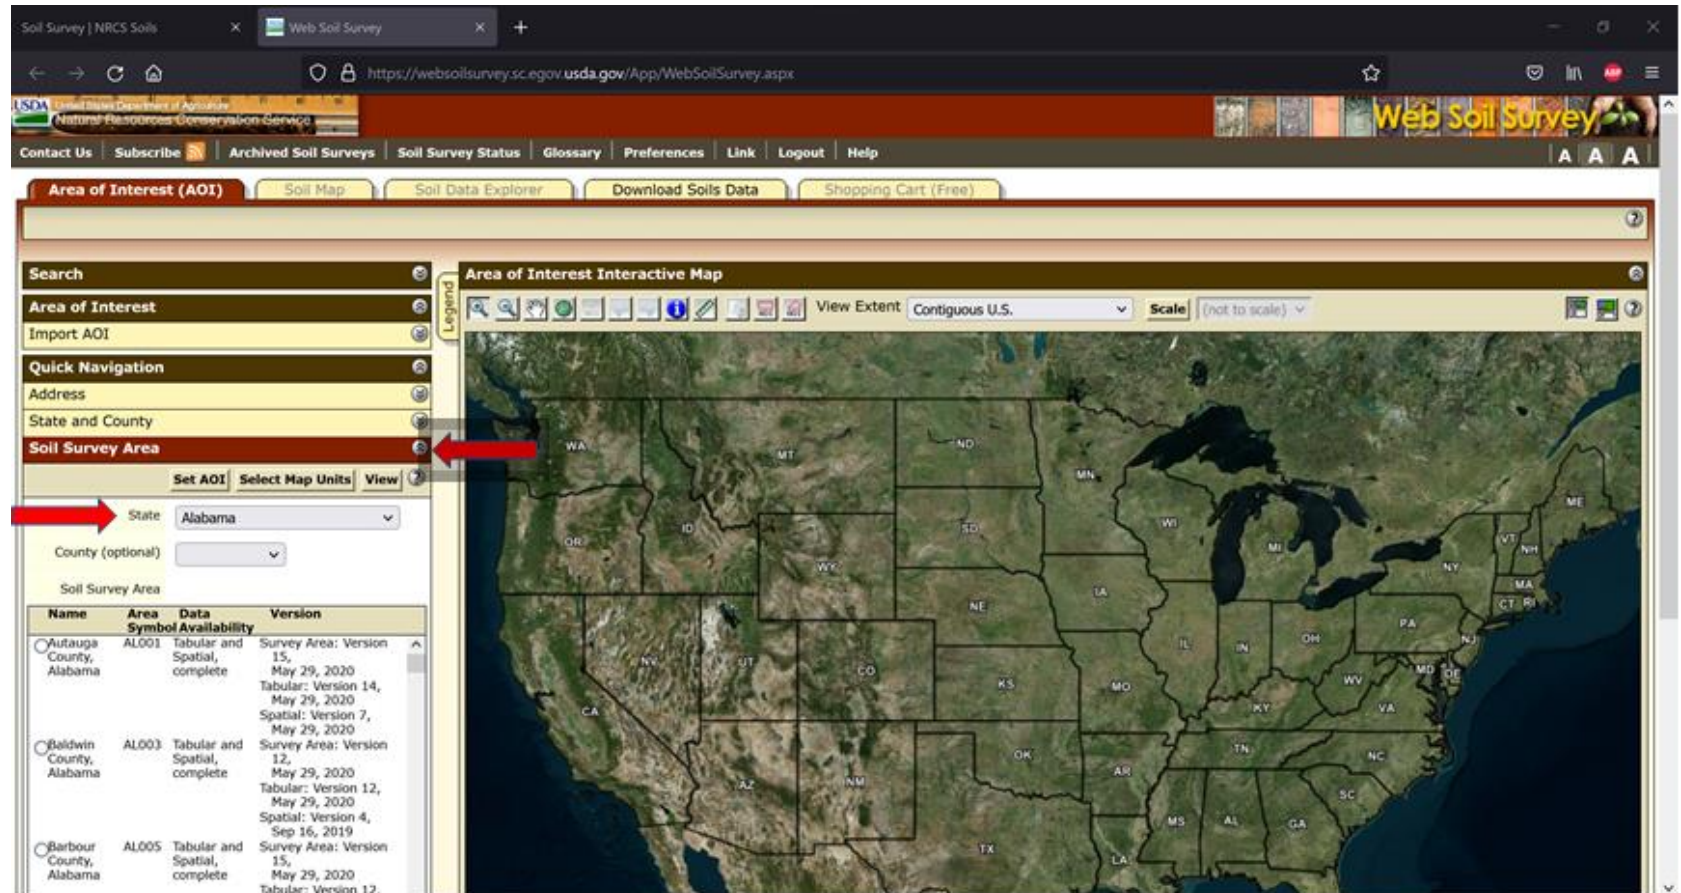 Soil Survey | NRCS Soils
Web Soil Survey
https://websoilsurvey.sc.egov.usda.gov/App/WebSoilSurvey.aspx
ABP
USDA United States Department of Agriculture
Natural Resources Conservation Service
Web Soil Survey
Contact Us | Subscribe | Archived Soil Surveys | Soil Survey Status | Glossary | Preferences | Link | Logout | Help
A A A
Area of Interest (AOI) Soil Map Soil Data Explorer Download Soils Data Shopping Cart (Free)
Search
Area of Interest
Import AOI
Quick Navigation
Address
State and County
Soil Survey Area
Set AOI Select Map Units View
State Alabama
County (optional)
Soil Survey Area
Name Area Symbol Data Availability Version
Autauga County, Alabama AL001 Tabular and Spatial, complete Survey Area: Version 15, May 29, 2020
Tabular: Version 14, May 29, 2020
Spatial: Version 7, May 29, 2020
Baldwin County, Alabama AL003 Tabular and Spatial, complete Survey Area: Version 12, May 29, 2020
Tabular: Version 12, May 29, 2020
Spatial: Version 4, Sep 16, 2019
Barbour County, Alabama AL005 Tabular and Spatial, complete Survey Area: Version 15, May 29, 2020
Tabular: Version 12,
Legend
Area of Interest Interactive Map
View Extent Contiguous U.S. Scale (not to scale)
WA MT ND MN ME
OR ID SD WI MI VT NH
WY NY
NE IA MA
CT RI
PA
NV UT CO IL IN OH NJ
KS MO WV MD DE
CA KY VA
OK TN NC
AZ NM AR
SC
MS AL GA
TX LA